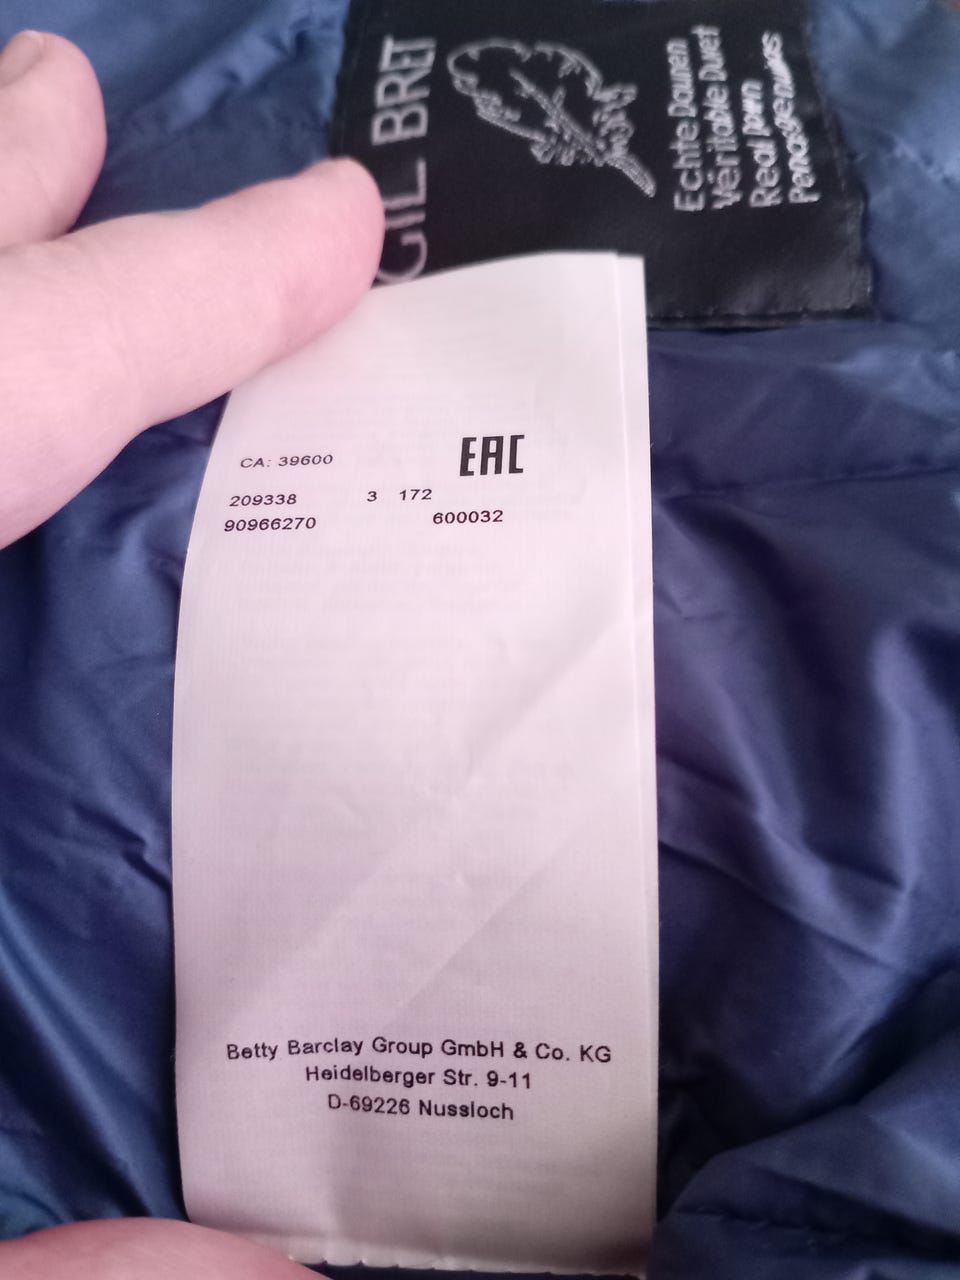 GIL BRET
Echte Daunen
Véritable Duvet
Real Down
CA: 39600
EAC
209338 3 172
90966270 600032
Betty Barclay Group GmbH & Co. KG
Heidelberger Str. 9-11
D-69226 Nussloch